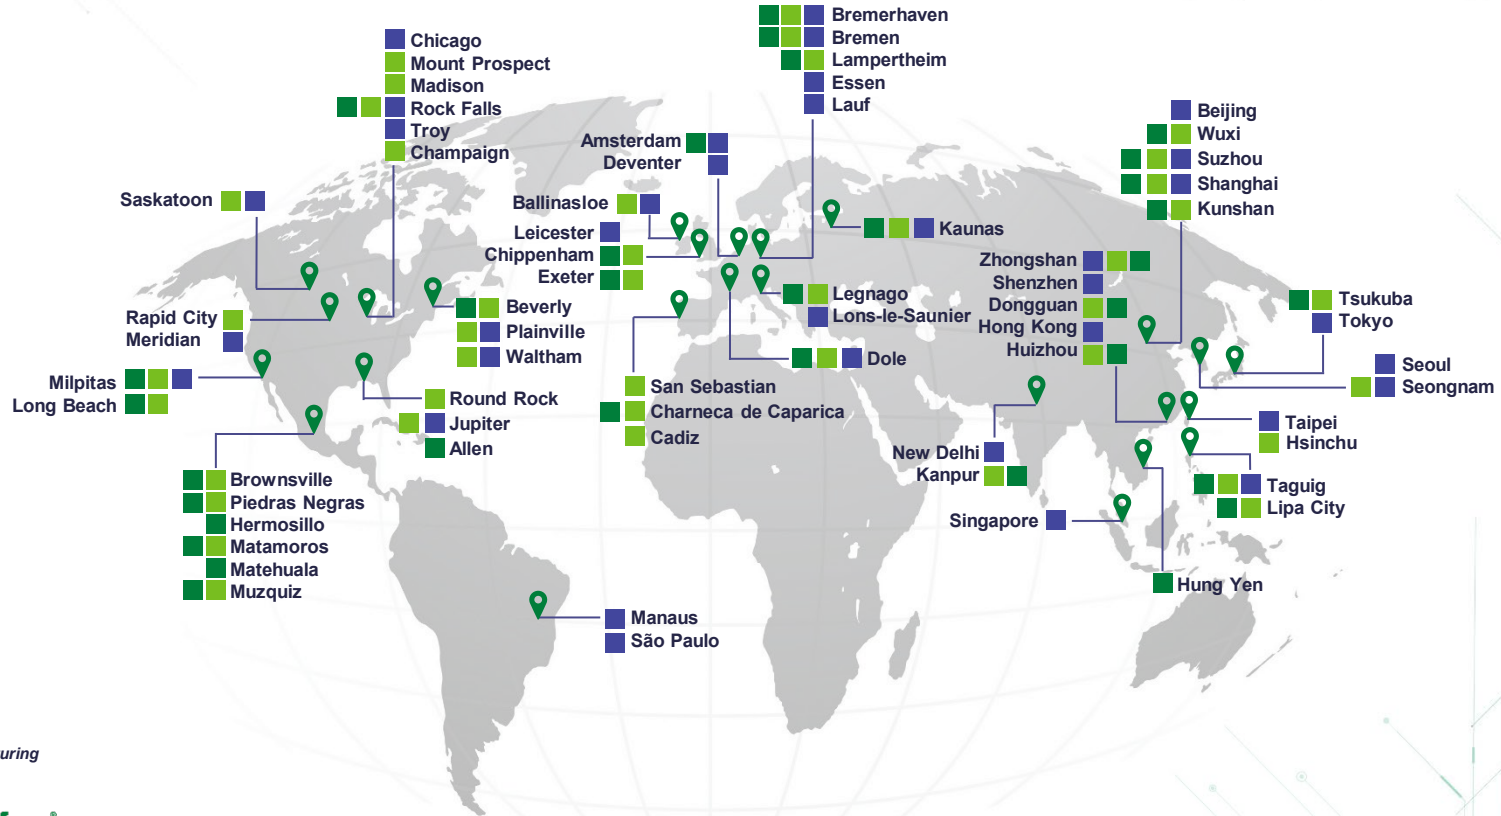 Chicago
Mount Prospect
Madison
Rock Falls
Troy
Champaign
Bremerhaven
Bremen
Lampertheim
Essen
Lauf
Amsterdam
Deventer
Beijing
Wuxi
Suzhou
Shanghai
Kunshan
Saskatoon
Ballinasloe
Leicester
Chippenham
Exeter
Kaunas
Zhongshan
Shenzhen
Dongguan
Hong Kong
Huizhou
Rapid City
Meridian
Beverly
Plainville
Waltham
Legnago
Lons-le-Saunier
Tsukuba
Tokyo
Dole
Seoul
Seongnam
Milpitas
Long Beach
Round Rock
Jupiter
Allen
San Sebastian
Charneca de Caparica
Cadiz
Taipei
Hsinchu
New Delhi
Kanpur
Brownsville
Piedras Negras
Hermosillo
Matamoros
Matehuala
Muzquiz
Taguig
Lipa City
Singapore
Hung Yen
Manaus
São Paulo
uring